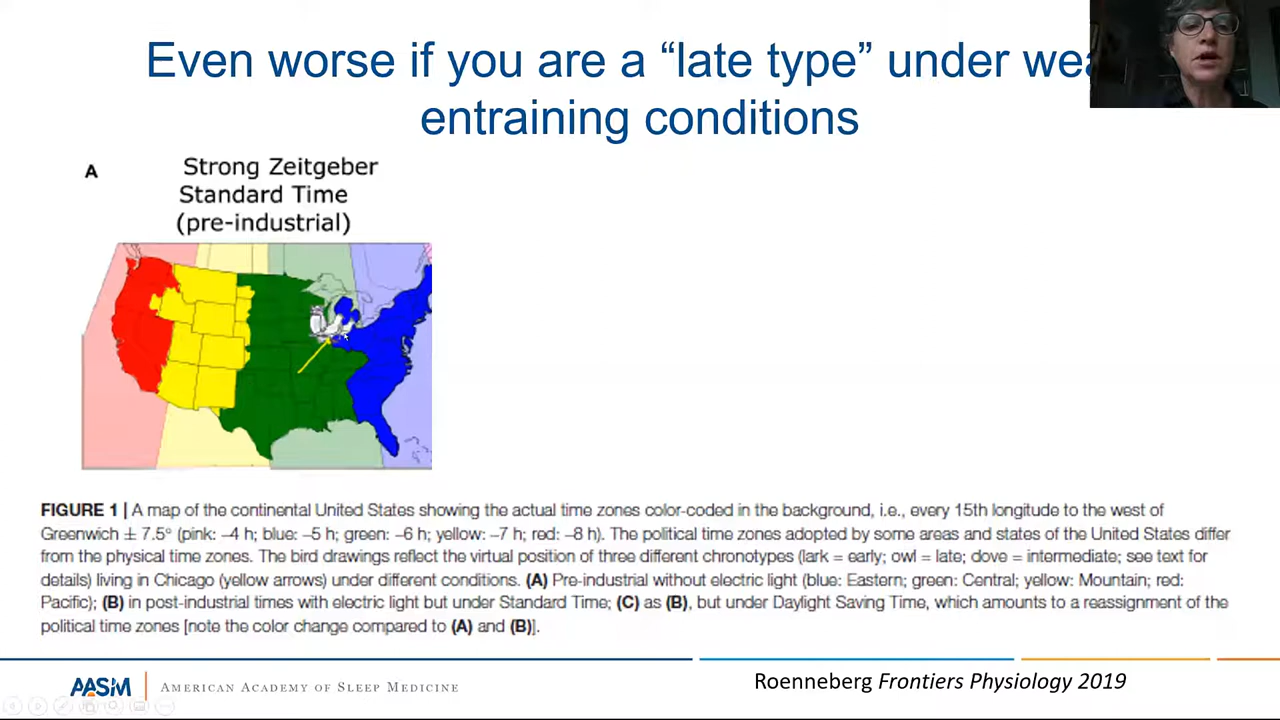 Even worse if you are a “late type” under
entraining conditions
A
Strong Zeitgeber
Standard Time
(pre-industrial)
FIGURE 1 | A map of the continental United States showing the actual time zones color-coded in the background, i.e., every 15th longitude to the west of
Greenwich ± 7.5° (pink: –4 h; blue: –5 h; green: –6 h; yellow: –7 h; red: –8 h). The political time zones adopted by some areas and states of the United States differ
from the physical time zones. The bird drawings reflect the virtual position of three different chronotypes (lark = early; owl = late; dove = intermediate; see text for
details) living in Chicago (yellow arrows) under different conditions. (A) Pre-industrial without electric light (blue: Eastern; green: Central; yellow: Mountain; red:
Pacific); (B) in post-industrial times with electric light but under Standard Time; (C) as (B), but under Daylight Saving Time, which amounts to a reassignment of the
political time zones [note the color change compared to (A) and (B)].
AASM
AMERICAN ACADEMY OF SLEEP MEDICINE
Roenneberg Frontiers Physiology 2019